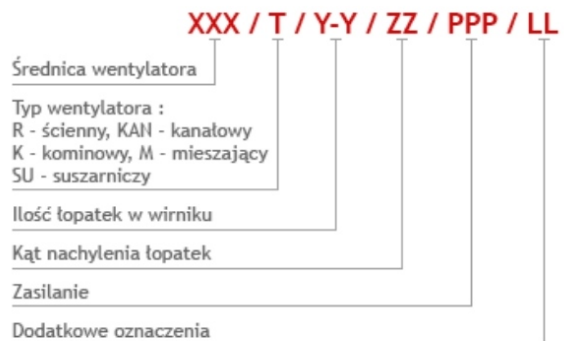 XXX / T / Y-Y / ZZ / PPP / LL
Średnica wentylatora
Typ wentylatora :
R - ścienny, KAN - kanałowy
K - kominowy, M - mieszający
SU - suszarniczy
Ilość łopatek w wirniku
Kąt nachylenia łopatek
Zasilanie
Dodatkowe oznaczenia